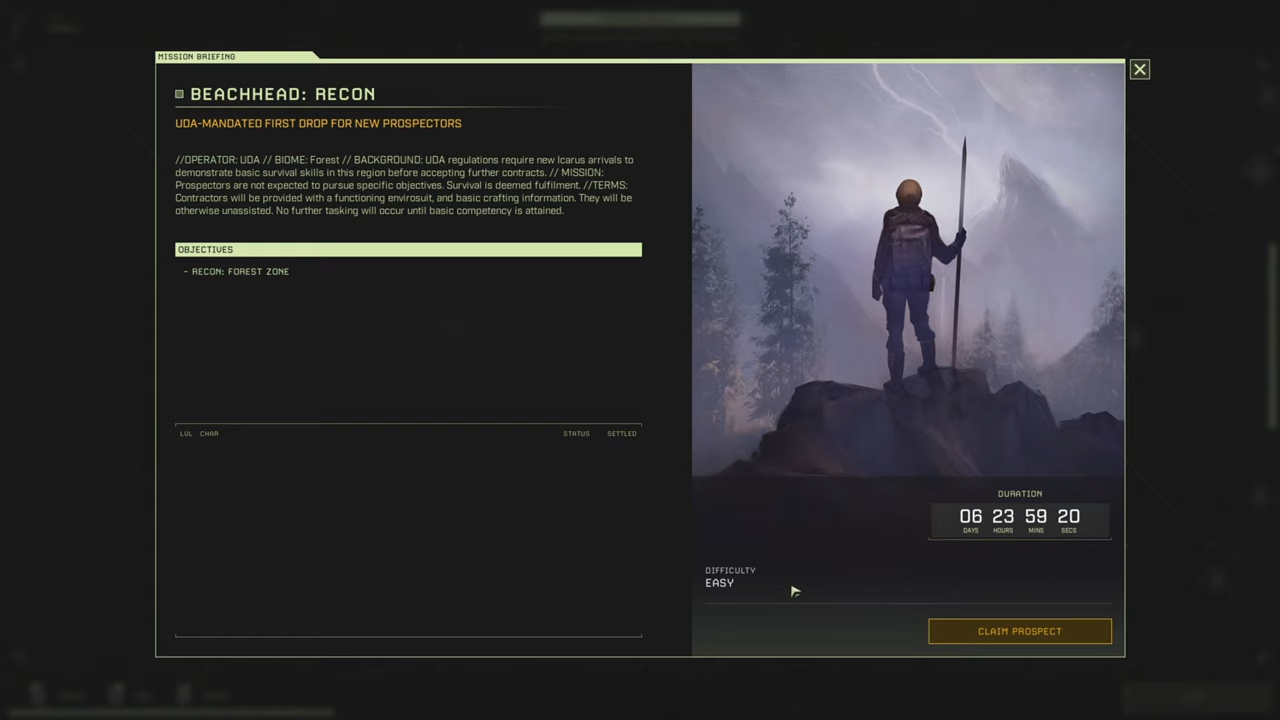 MISSION BRIEFING
BEACHHEAD: RECON
UDA-MANDATED FIRST DROP FOR NEW PROSPECTORS
//OPERATOR: UDA // BIOME: Forest // BACKGROUND: UDA regulations require new Icarus arrivals to
demonstrate basic survival skills in this region before accepting further contracts. // MISSION:
Prospectors are not expected to pursue specific objectives. Survival is deemed fulfilment. //TERMS:
Contractors will be provided with a functioning envirosuit, and basic crafting information. They will be
otherwise unassisted. No further tasking will occur until basic competency is attained.
OBJECTIVES
- RECON: FOREST ZONE
LVL CHAR STATUS SETTLED
DURATION
06 23 59 20
DAYS HOURS MINS SECS
DIFFICULTY
EASY
CLAIM PROSPECT